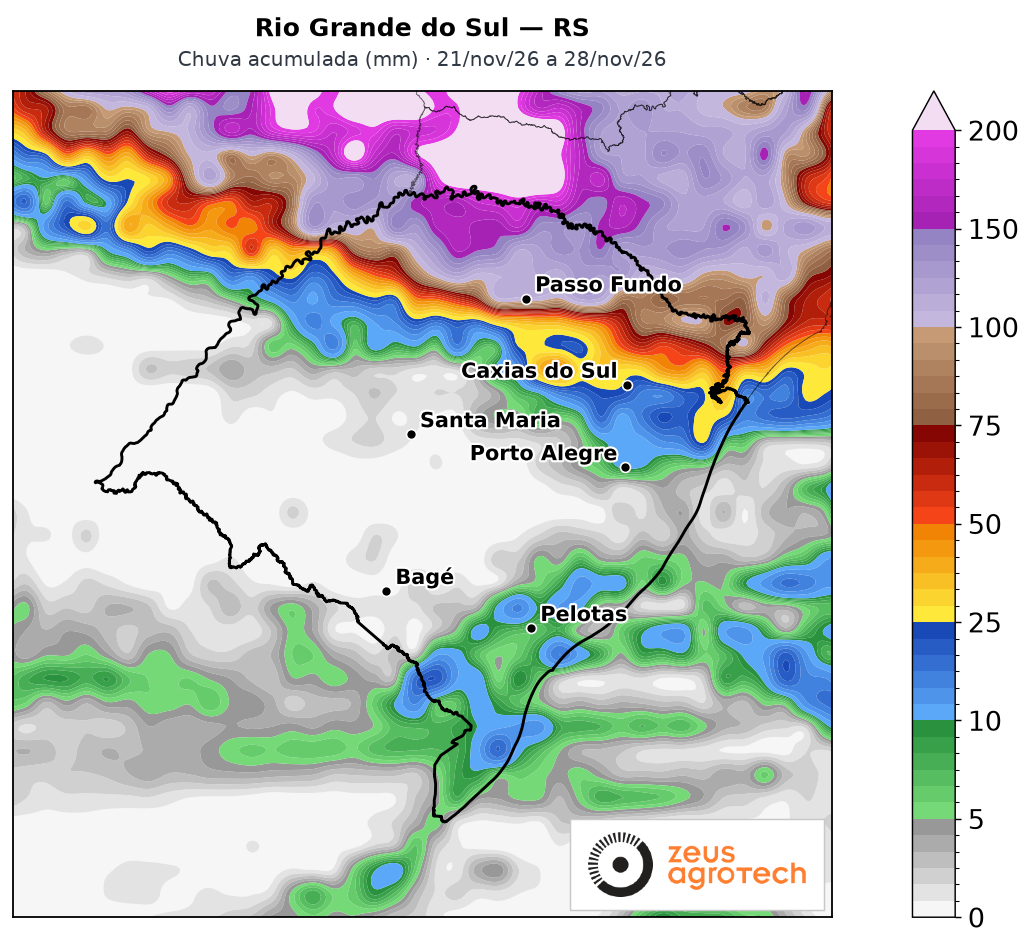 Rio Grande do Sul — RS
Chuva acumulada (mm) · 21/nov/26 a 28/nov/26
200
150
100
75
50
25
10
5
0
Passo Fundo
Caxias do Sul
Santa Maria
Porto Alegre
Bagé
Pelotas
zeus
agrotech